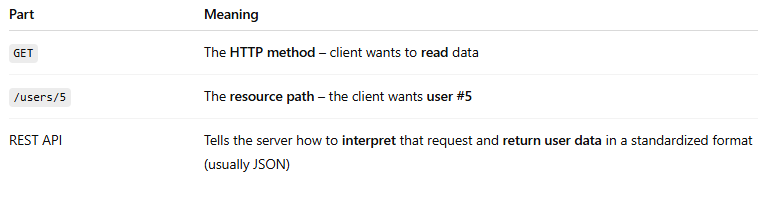 Part Meaning
GET The HTTP method – client wants to read data
/users/5 The resource path – the client wants user #5
REST API Tells the server how to interpret that request and return user data in a standardized format
(usually JSON)